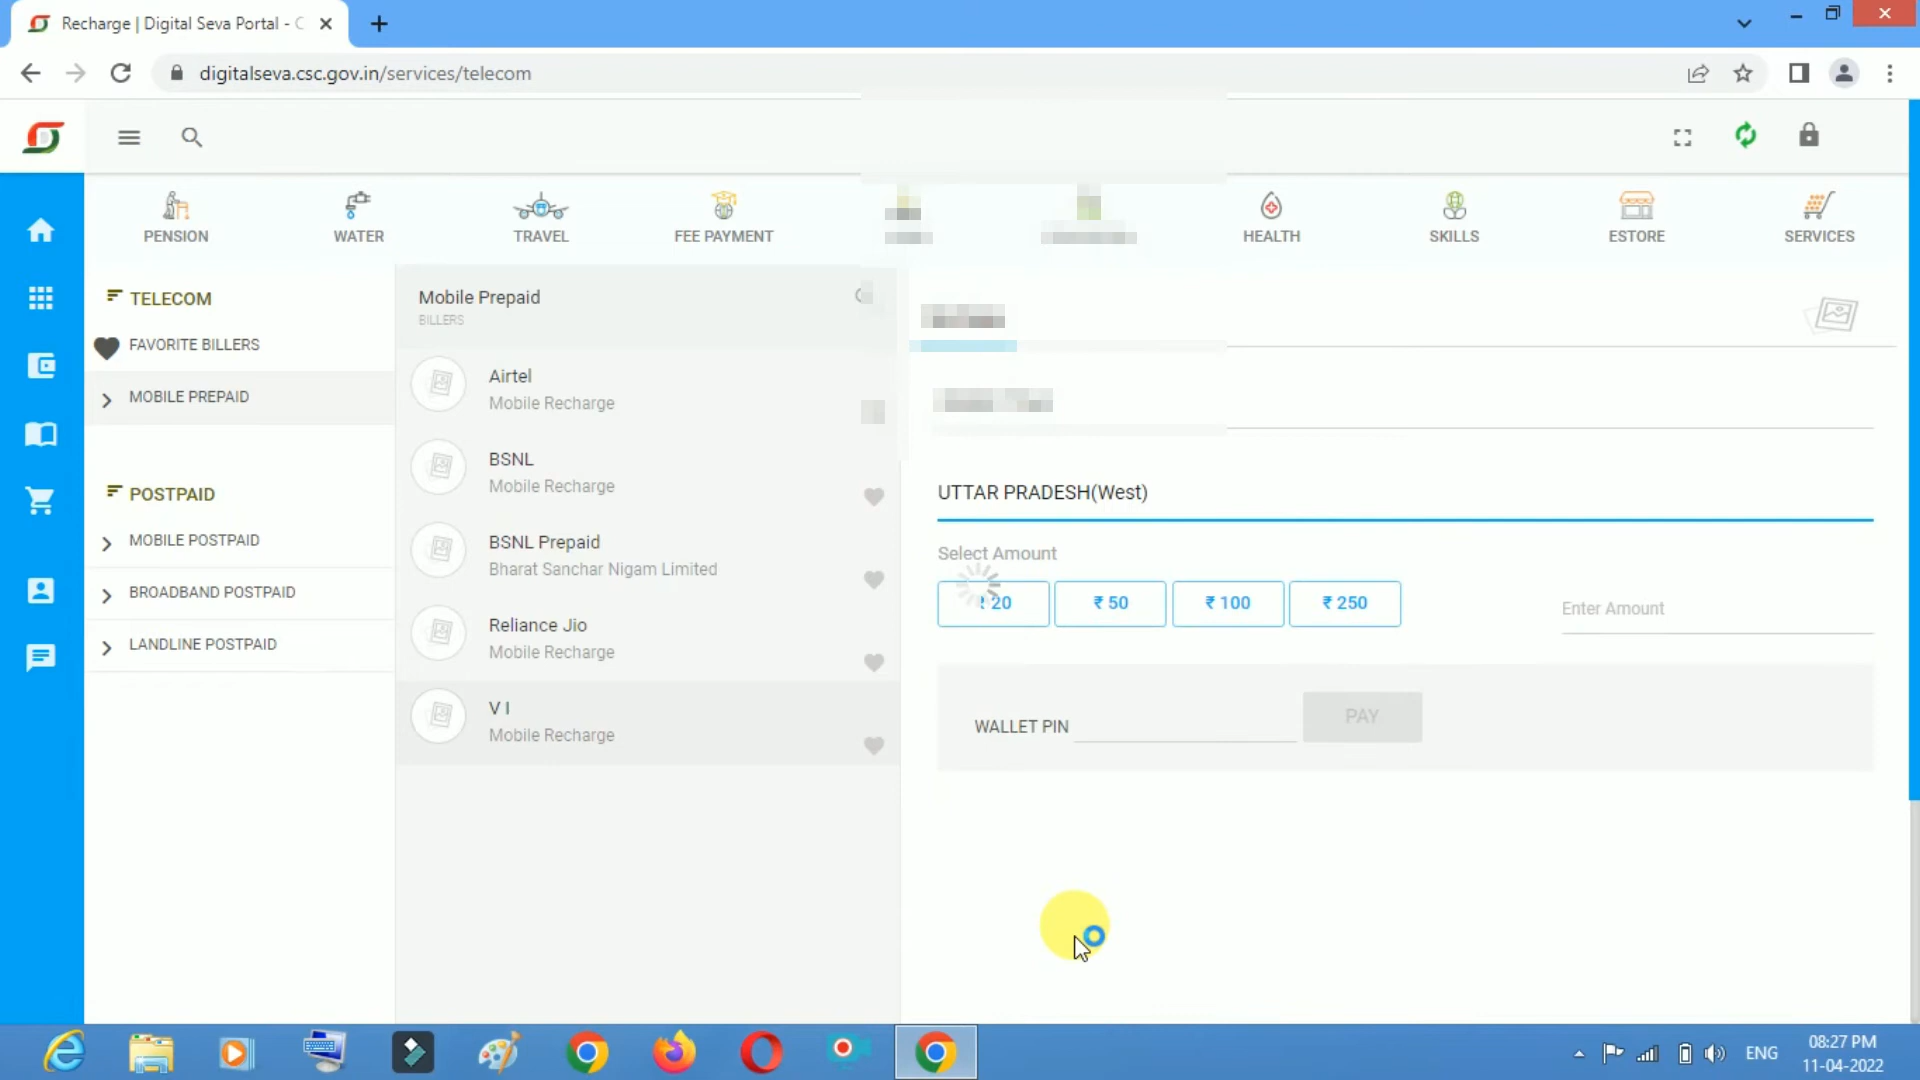 Recharge | Digital Seva Portal - C
digitalseva.csc.gov.in/services/telecom
PENSION
WATER
TRAVEL
FEE PAYMENT
HEALTH
SKILLS
ESTORE
SERVICES
TELECOM
FAVORITE BILLERS
MOBILE PREPAID
POSTPAID
MOBILE POSTPAID
BROADBAND POSTPAID
LANDLINE POSTPAID
Mobile Prepaid
BILLERS
Airtel
Mobile Recharge
BSNL
Mobile Recharge
BSNL Prepaid
Bharat Sanchar Nigam Limited
Reliance Jio
Mobile Recharge
V I
Mobile Recharge
UTTAR PRADESH(West)
Select Amount
₹ 20
₹ 50
₹ 100
₹ 250
Enter Amount
WALLET PIN
PAY
ENG
08:27 PM
11-04-2022